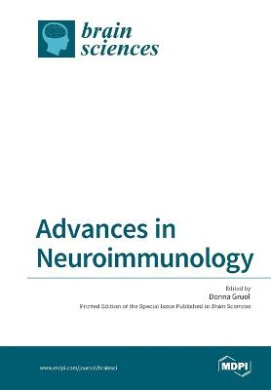 brain
sciences
Advances in
Neuroimmunology
Edited by
Donna Gruol
Printed Edition of the Special Issue Published in Brain Sciences
www.mdpi.com/journal/brainsci
MDPI